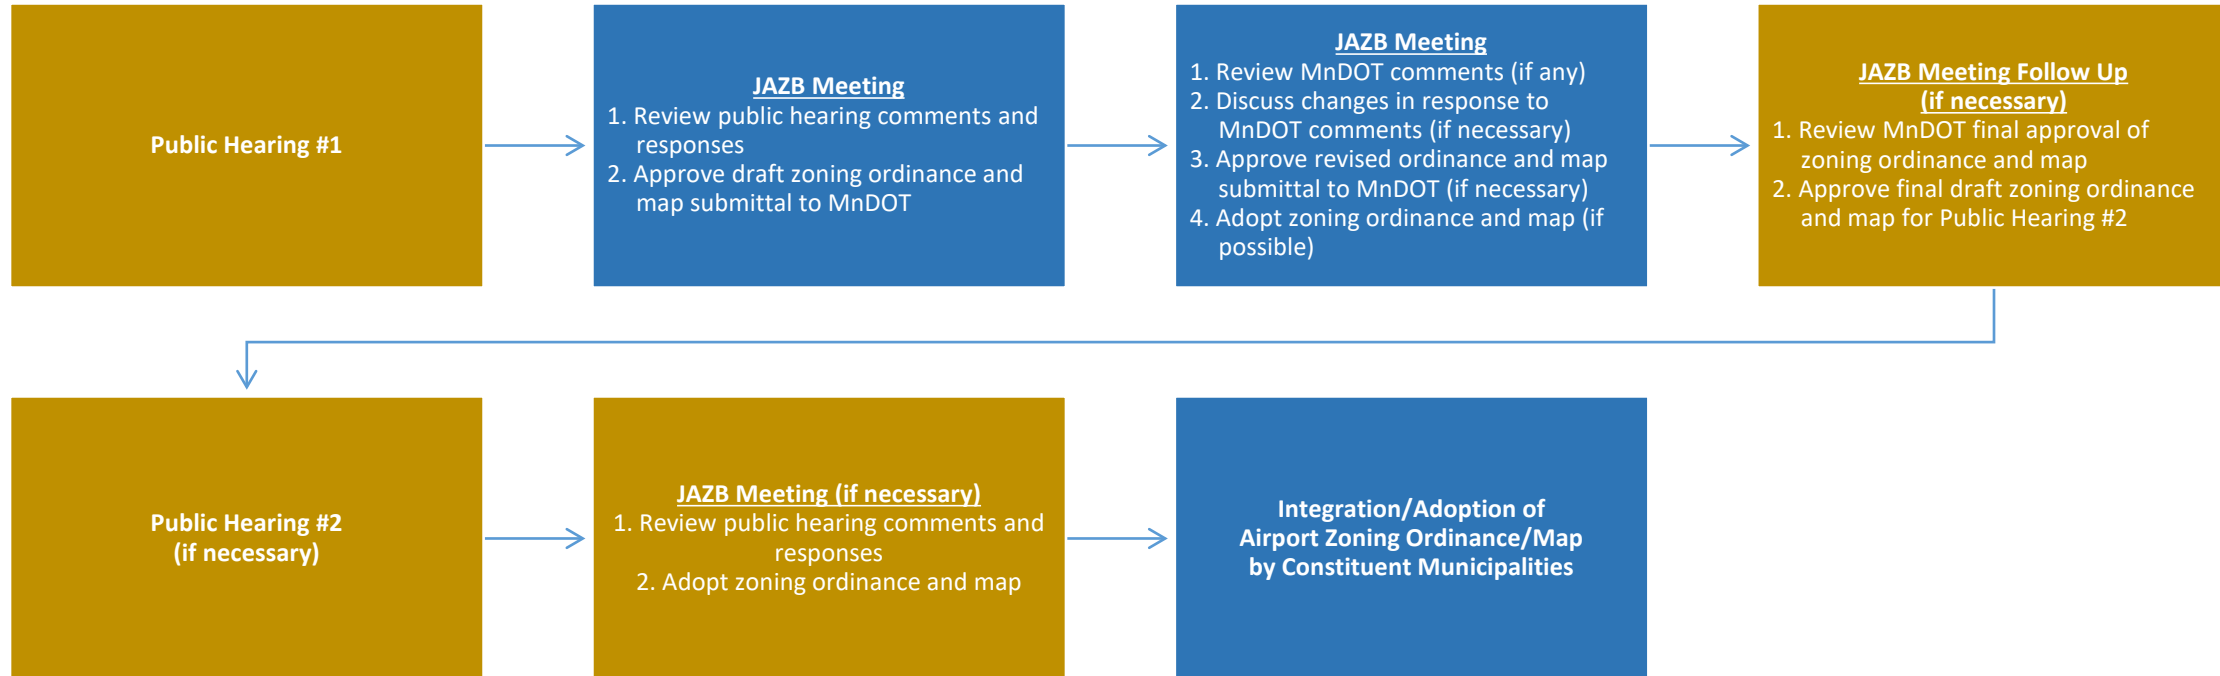 Public Hearing #1
JAZB Meeting
1. Review public hearing comments and
responses
2. Approve draft zoning ordinance and
map submittal to MnDOT
JAZB Meeting
1. Review MnDOT comments (if any)
2. Discuss changes in response to
MnDOT comments (if necessary)
3. Approve revised ordinance and map
submittal to MnDOT (if necessary)
4. Adopt zoning ordinance and map (if
possible)
JAZB Meeting Follow Up
(if necessary)
1. Review MnDOT final approval of
zoning ordinance and map
2. Approve final draft zoning ordinance
and map for Public Hearing #2
Public Hearing #2
(if necessary)
JAZB Meeting (if necessary)
1. Review public hearing comments and
responses
2. Adopt zoning ordinance and map
Integration/Adoption of
Airport Zoning Ordinance/Map
by Constituent Municipalities